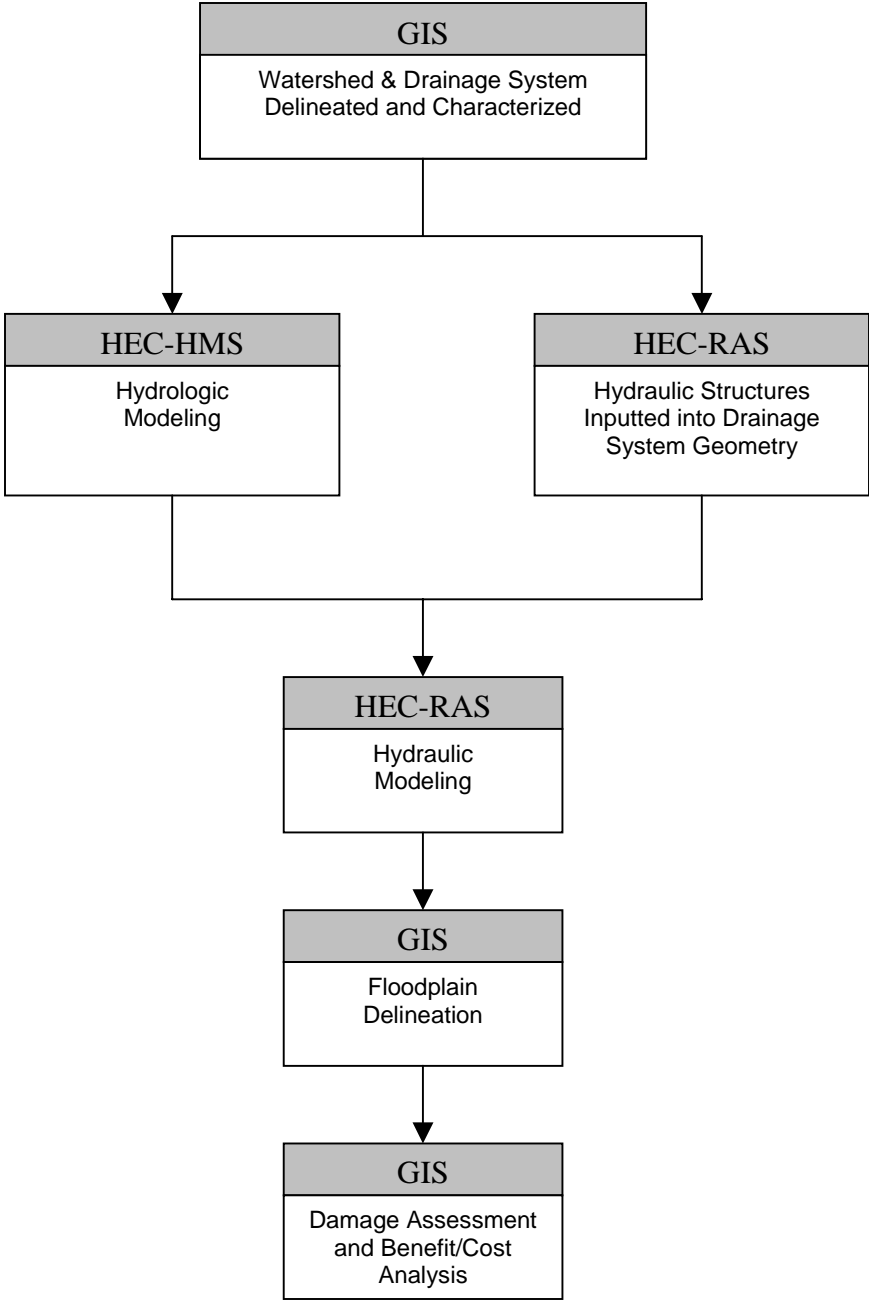 GIS
Watershed & Drainage System
Delineated and Characterized
HEC-HMS
Hydrologic
Modeling
HEC-RAS
Hydraulic Structures
Inputted into Drainage
System Geometry
HEC-RAS
Hydraulic
Modeling
GIS
Floodplain
Delineation
GIS
Damage Assessment
and Benefit/Cost
Analysis